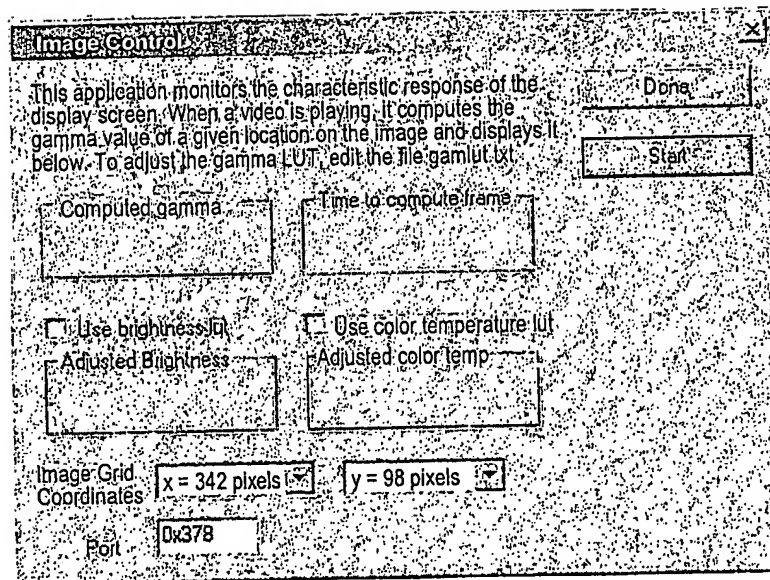 Image Control
This application monitors the characteristic response of the
display screen. When a video is playing, it computes the
gamma value of a given location on the image and displays it
below. To adjust the gamma LUT, edit the file gamlut.txt
Done
Start
Computed gamma
Time to compute frame
Use brightness lut
Use color temperature lut
Adjusted Brightness
Adjusted color temp
Image Grid
Coordinates
x = 342 pixels
y = 98 pixels
Port
0x378